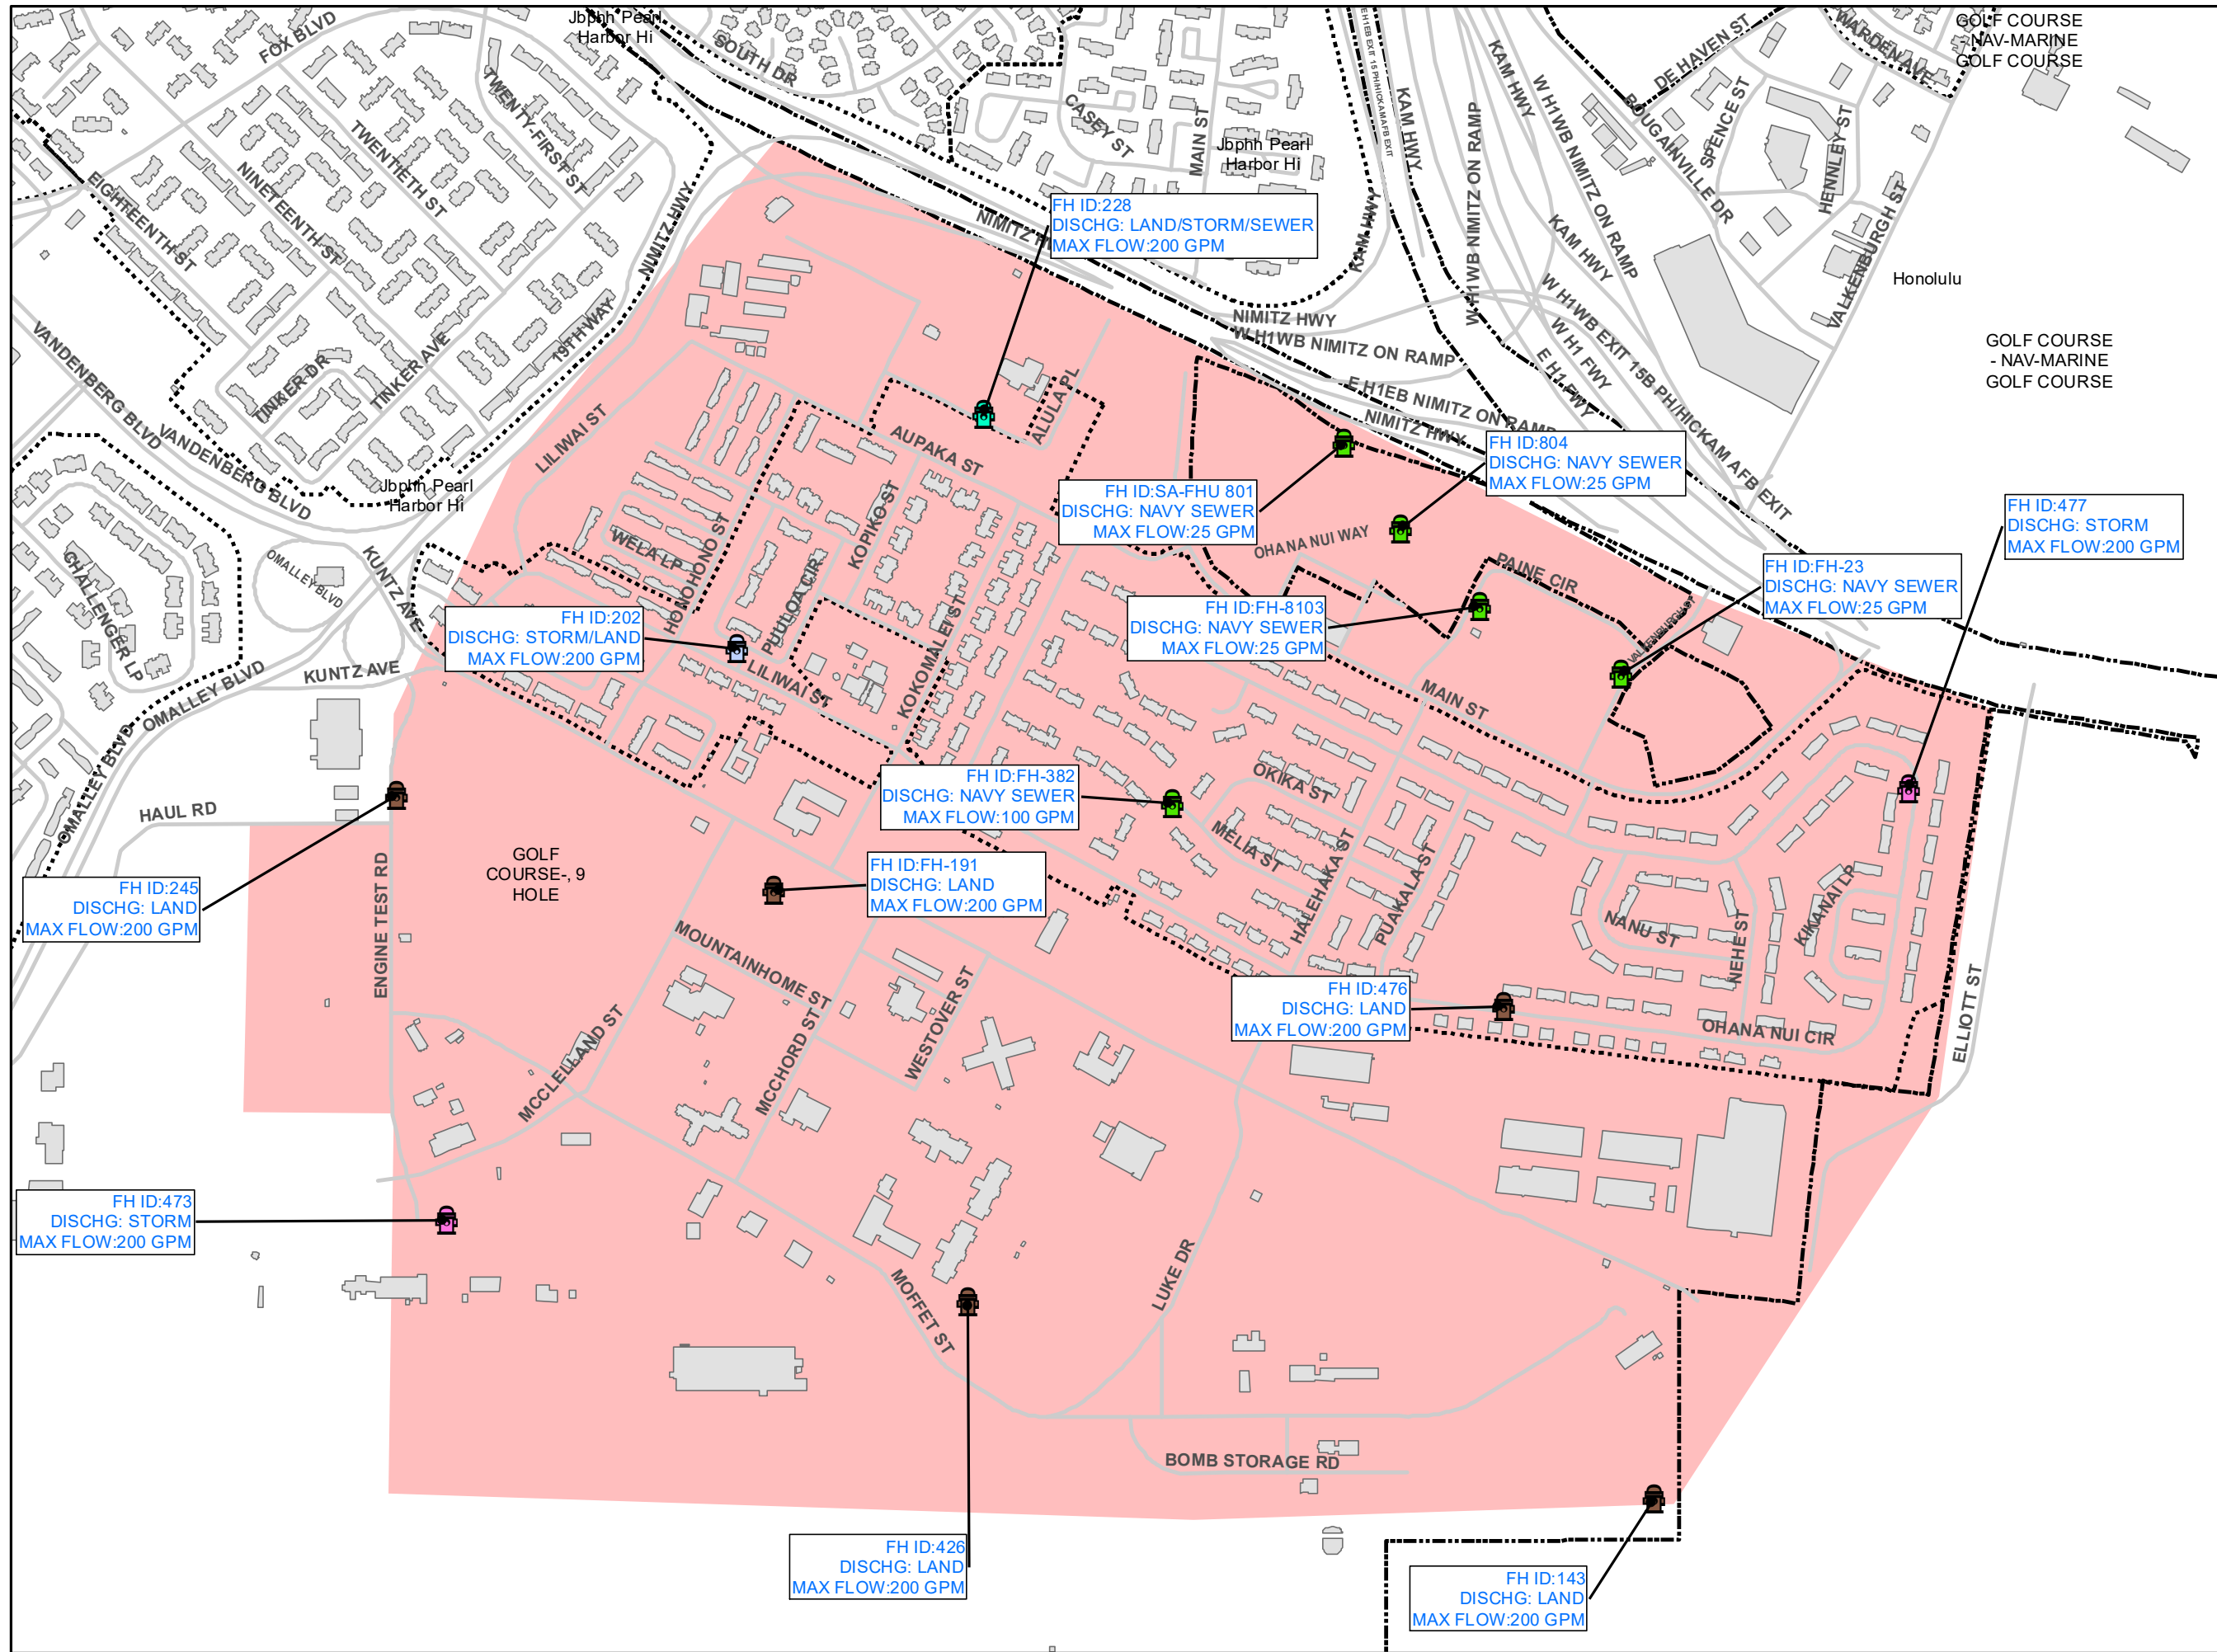 Jbphh Pearl
Harbor Hi
FOX BLVD
SOUTH DR
TWENTY-FIRST ST
TWENTIETH ST
NINETEENTH ST
EIGHTEENTH ST
CASEY ST
MAIN ST
Jbphh Pearl
Harbor Hi
EH1EB EXIT 15 PH/HICKAM AFB EXIT
KAM HWY
KAM HWY
W H1WB NIMITZ ON RAMP
W H1WB NIMITZ ON RAMP
KAM HWY
KAM HWY
DE HAVEN ST
BOUGAINVILLE DR
SPENCE ST
HENNLEY ST
WARDEN AVE
VALKENBURGH ST
GOLF COURSE
- NAV-MARINE
GOLF COURSE
Honolulu
GOLF COURSE
- NAV-MARINE
GOLF COURSE
NIMITZ HWY
19TH WAY
TINKER DR
TINKER AVE
VANDENBERG BLVD
VANDENBERG BLVD
Jbphh Pearl
Harbor Hi
NIMITZ H
FH ID:228
DISCHG: LAND/STORM/SEWER
MAX FLOW:200 GPM
NIMITZ HWY
W H1WB NIMITZ ON RAMP
E H1EB NIMITZ ON RAMP
NIMITZ HWY
W H1WB EXIT 15B PH/HICKAM AFB EXIT
W H1 FWY
E H1 FWY
LILIWAI ST
AUPAKA ST
ALULA PL
FH ID:804
DISCHG: NAVY SEWER
MAX FLOW:25 GPM
FH ID:SA-FHU 801
DISCHG: NAVY SEWER
MAX FLOW:25 GPM
FH ID:477
DISCHG: STORM
MAX FLOW:200 GPM
OHANA NUI WAY
PAINE CIR
FH ID:FH-23
DISCHG: NAVY SEWER
MAX FLOW:25 GPM
KOPIKO ST
WELA LP
HONOHONO ST
PULULOA CIR
OMALLEY BLVD
KUNTZ AVE
CHALLENGER LP
FH ID:202
DISCHG: STORM/LAND
MAX FLOW:200 GPM
FH ID:FH-8103
DISCHG: NAVY SEWER
MAX FLOW:25 GPM
KUNTZ AVE
OMALLEY BLVD
LILIWAI ST
KOKOMALEI ST
MAIN ST
OMALLEY BLVD
HAUL RD
FH ID:FH-382
DISCHG: NAVY SEWER
MAX FLOW:100 GPM
OKIKA ST
MELIA ST
HALEHAKA ST
PUAKALA ST
GOLF
COURSE-, 9
HOLE
FH ID:FH-191
DISCHG: LAND
MAX FLOW:200 GPM
FH ID:245
DISCHG: LAND
MAX FLOW:200 GPM
ENGINE TEST RD
NANU ST
NEHE ST
KIKANAI LP
MOUNTAINHOME ST
WESTOVER ST
MCCLELLAND ST
MCCHORD ST
FH ID:476
DISCHG: LAND
MAX FLOW:200 GPM
OHANA NUI CIR
ELLIOTT ST
FH ID:473
DISCHG: STORM
MAX FLOW:200 GPM
MOFFET ST
LUKE DR
BOMB STORAGE RD
FH ID:426
DISCHG: LAND
MAX FLOW:200 GPM
FH ID:143
DISCHG: LAND
MAX FLOW:200 GPM